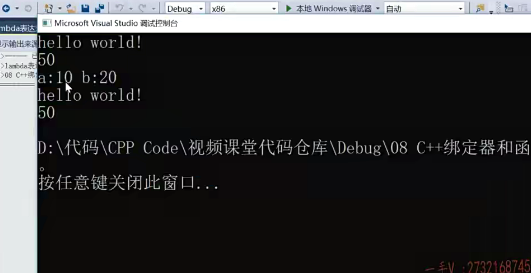 Debug
x86
本地 Windows 调试器
自动
Microsoft Visual Studio 调试控制台
hello world!
50
a:10 b:20
hello world!
50
D:\代码\CPP Code\视频课堂代码仓库\Debug\08 C++绑定器和函
。
按任意键关闭此窗口...
mbda表达
示输出来源
>lambda表
>08 C++绑
一手V :2732168745